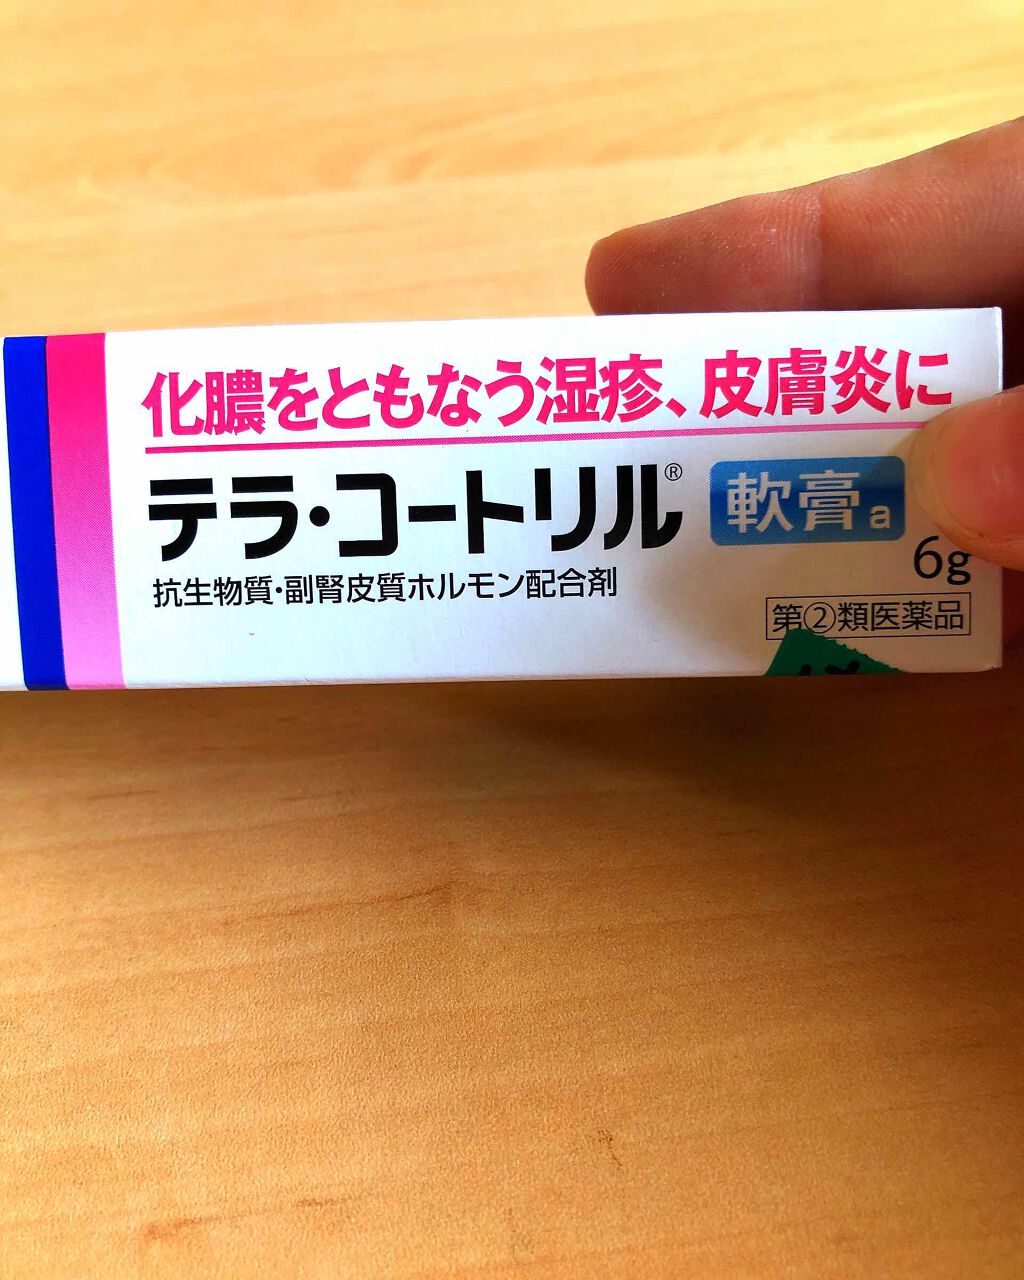 化膿をともなう湿疹、皮膚炎に
テラ・コートリル® 軟膏a
抗生物質・副腎皮質ホルモン配合剤
6g
第②類医薬品